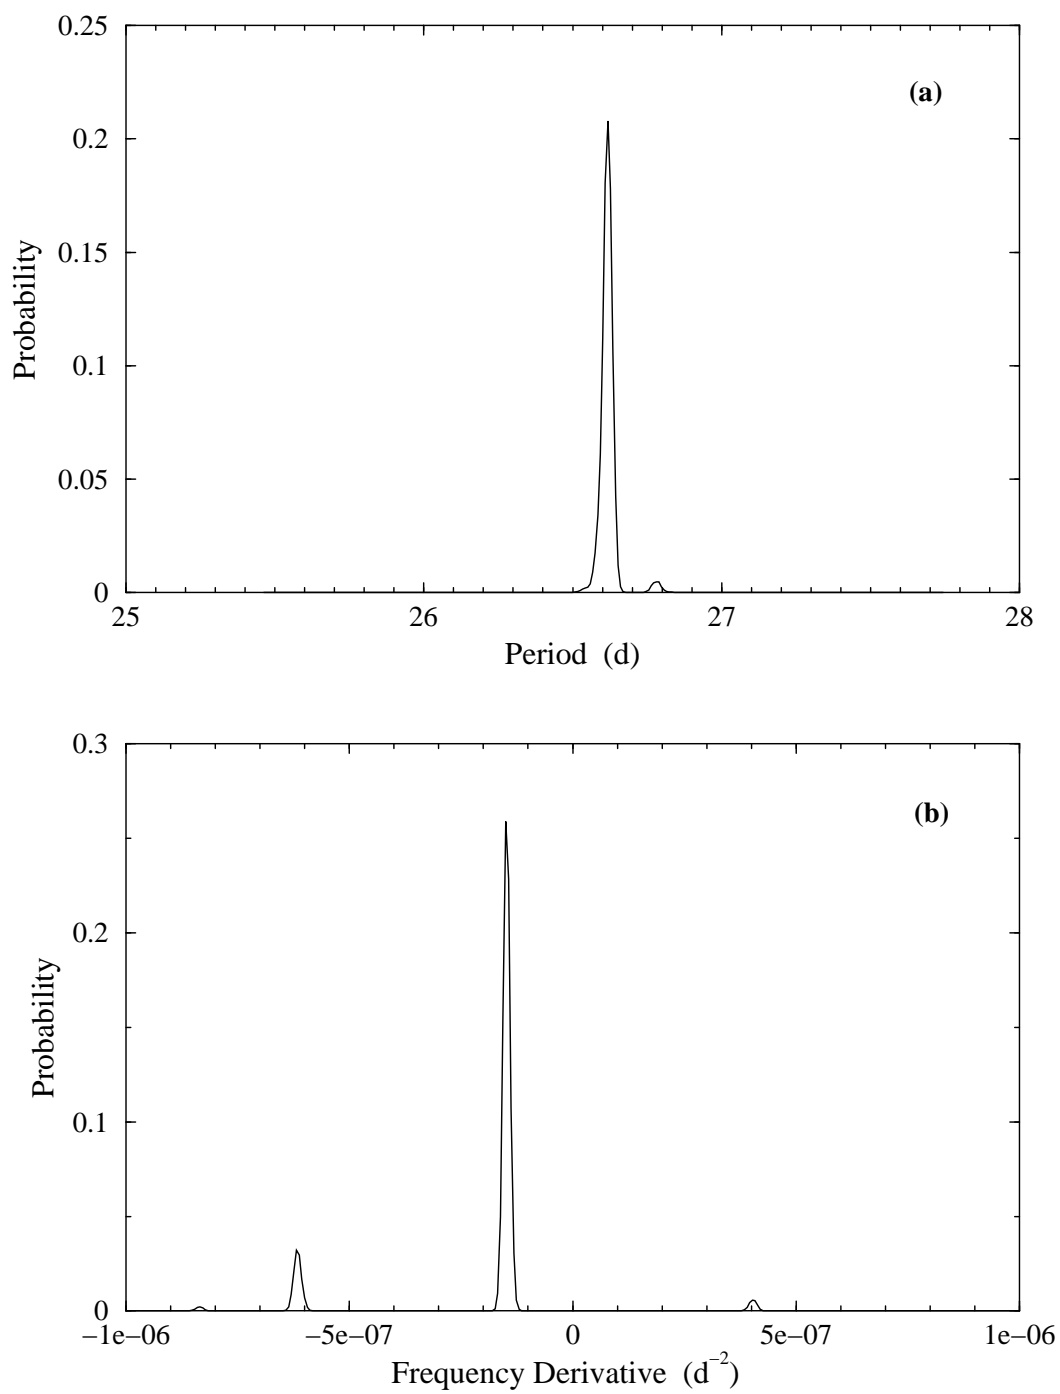 0.25
(a)
0.2
0.15
Probability
0.1
0.05
0
25
26
27
28
Period (d)
0.3
(b)
0.2
Probability
0.1
0
−1e−06
−5e−07
0
5e−07
1e−06
Frequency Derivative (d⁻²)